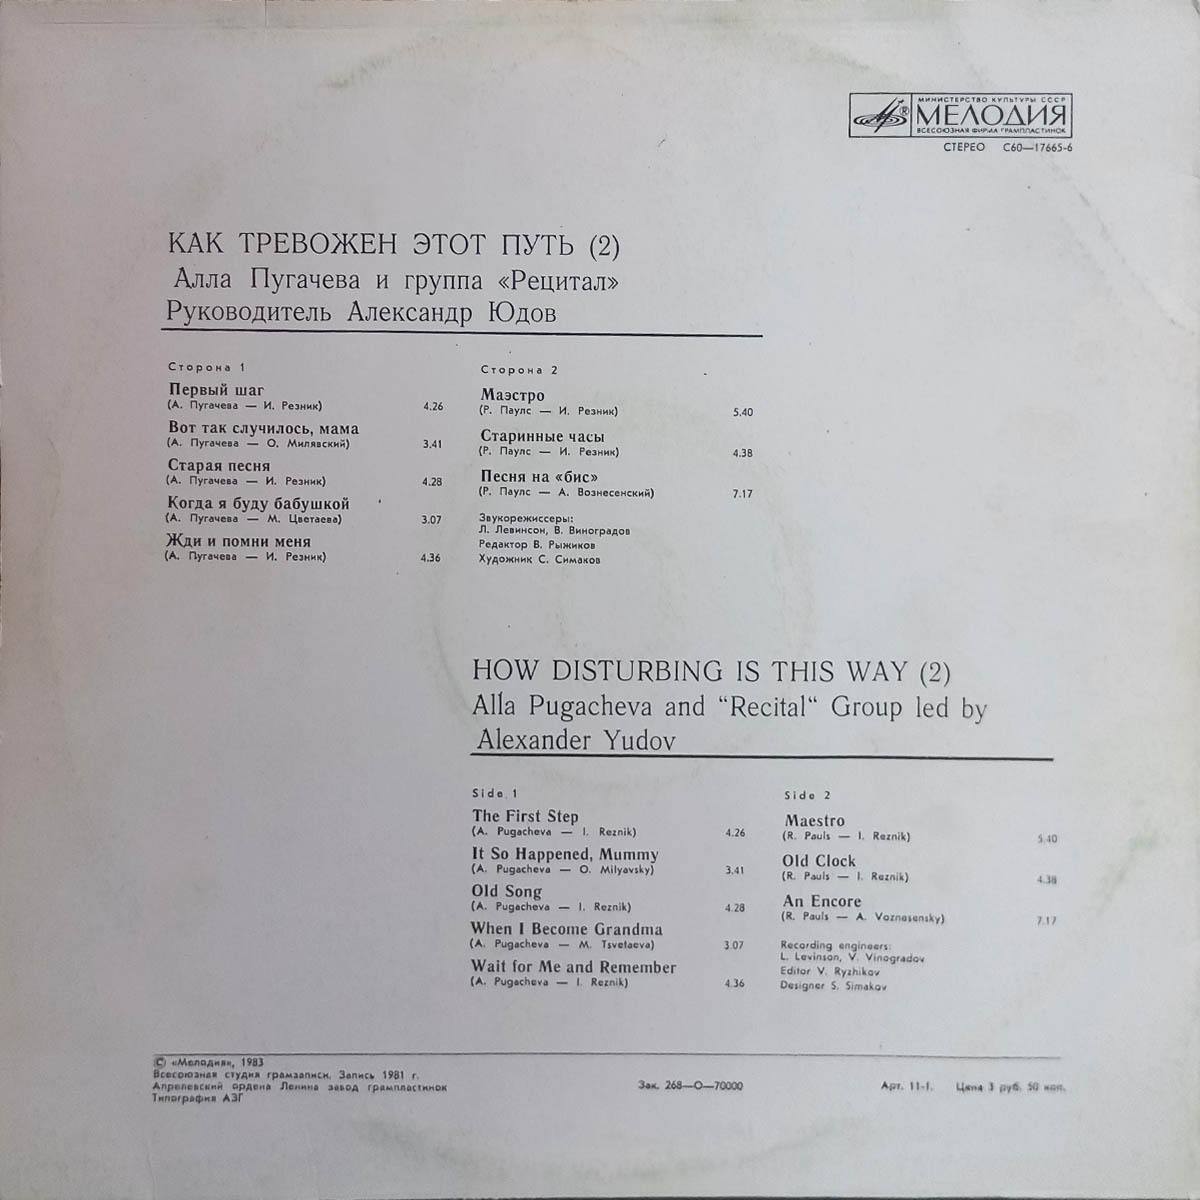 МИНИСТЕРСТВО КУЛЬТУРЫ СССР
МЕЛОДИЯ
ВСЕСОЮЗНАЯ ФИРМА ГРАМПЛАСТИНОК
СТЕРЕО С60—17665-6
КАК ТРЕВОЖЕН ЭТОТ ПУТЬ (2)
Алла Пугачева и группа «Рецитал»
Руководитель Александр Юдов
Сторона 1
Первый шаг
(А. Пугачева — И. Резник) 4.26
Вот так случилось, мама
(А. Пугачева — О. Милявский) 3.41
Старая песня
(А. Пугачева — И. Резник) 4.28
Когда я буду бабушкой
(А. Пугачева — М. Цветаева) 3.07
Жди и помни меня
(А. Пугачева — И. Резник) 4.36
Сторона 2
Маэстро
(Р. Паулс — И. Резник) 5.40
Старинные часы
(Р. Паулс — И. Резник) 4.38
Песня на «бис»
(Р. Паулс — А. Вознесенский) 7.17
Звукорежиссеры:
Л. Левинсон, В. Виноградов
Редактор В. Рыжиков
Художник С. Симаков
HOW DISTURBING IS THIS WAY (2)
Alla Pugacheva and “Recital“ Group led by
Alexander Yudov
Side 1
The First Step
(A. Pugacheva — I. Reznik) 4.26
It So Happened, Mummy
(A. Pugacheva — O. Milyavsky) 3.41
Old Song
(A. Pugacheva — I. Reznik) 4.28
When I Become Grandma
(A. Pugacheva — M. Tsvetaeva) 3.07
Wait for Me and Remember
(A. Pugacheva — I. Reznik) 4.36
Side 2
Maestro
(R. Pauls — I. Reznik) 5.40
Old Clock
(R. Pauls — I. Reznik) 4.38
An Encore
(R. Pauls — A. Voznesensky) 7.17
Recording engineers:
L. Levinson, V. Vinogradov
Editor V. Ryzhikov
Designer S. Simakov
© «Мелодия», 1983
Всесоюзная студия грамзаписи. Запись 1981 г.
Апрелевский ордена Ленина завод грампластинок
Типография АЗГ
Зак. 268—О—70000
Арт. 11-1. Цена 3 руб. 50 коп.